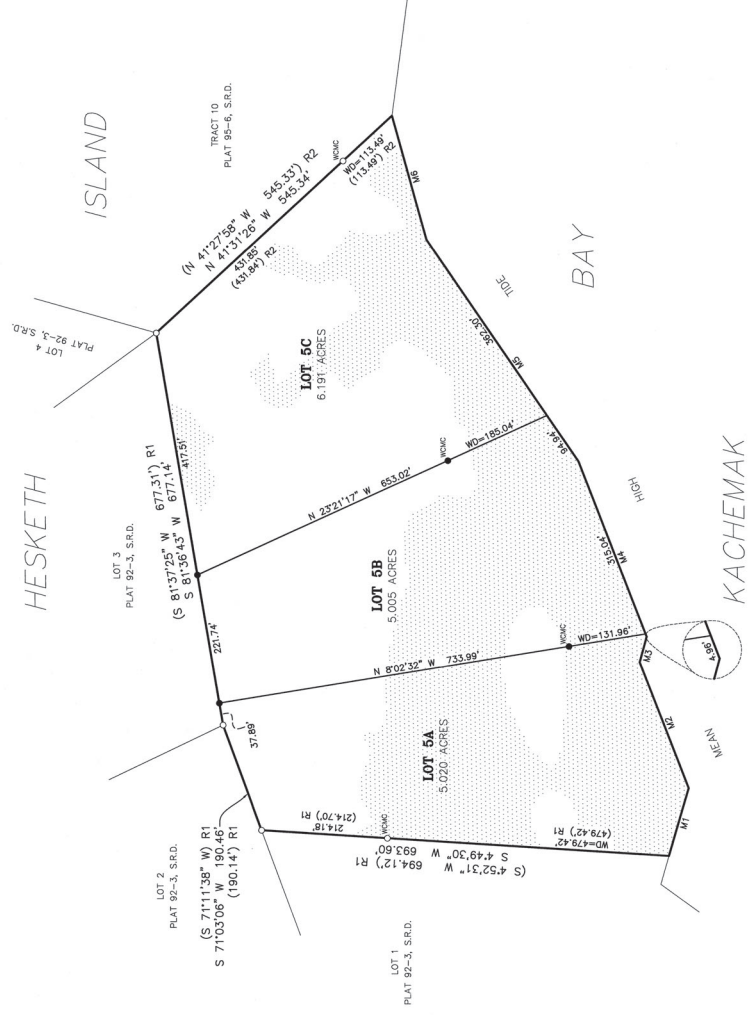 ISLAND
TRACT 10
PLAT 95-6, S.R.D.
(N 41°27'58" W 545.33') R2
N 41°31'26" W 545.34'
431.85'
(431.84') R2
WCMC
WD=113.49'
(113.49') R2
M6
LOT 4
PLAT 92-3, S.R.D.
BAY
TIDE
LOT 5C
6.191 ACRES
362.30'
M5
417.51'
(S 81°37'25" W 677.31') R1
S 81°36'43" W 677.14'
WCMC
WD=185.04'
94.94'
N 23°21'17" W 653.02'
HESKETH
LOT 3
PLAT 92-3, S.R.D.
HIGH
KACHEMAK
LOT 5B
5.005 ACRES
315.04'
M4
221.74'
WCMC
WD=131.96'
N 8°02'32" W 733.99'
M3
4.96'
37.89'
M2
MEAN
LOT 5A
5.020 ACRES
M1
214.18'
(214.70') R1
WCMC
WD=479.42'
(479.42') R1
S 4°49'30" W 693.60'
(S 4°52'31" W 694.12') R1
LOT 2
PLAT 92-3, S.R.D.
(S 71°11'38" W) R1
S 71°03'06" W 190.46'
(190.14') R1
LOT 1
PLAT 92-3, S.R.D.